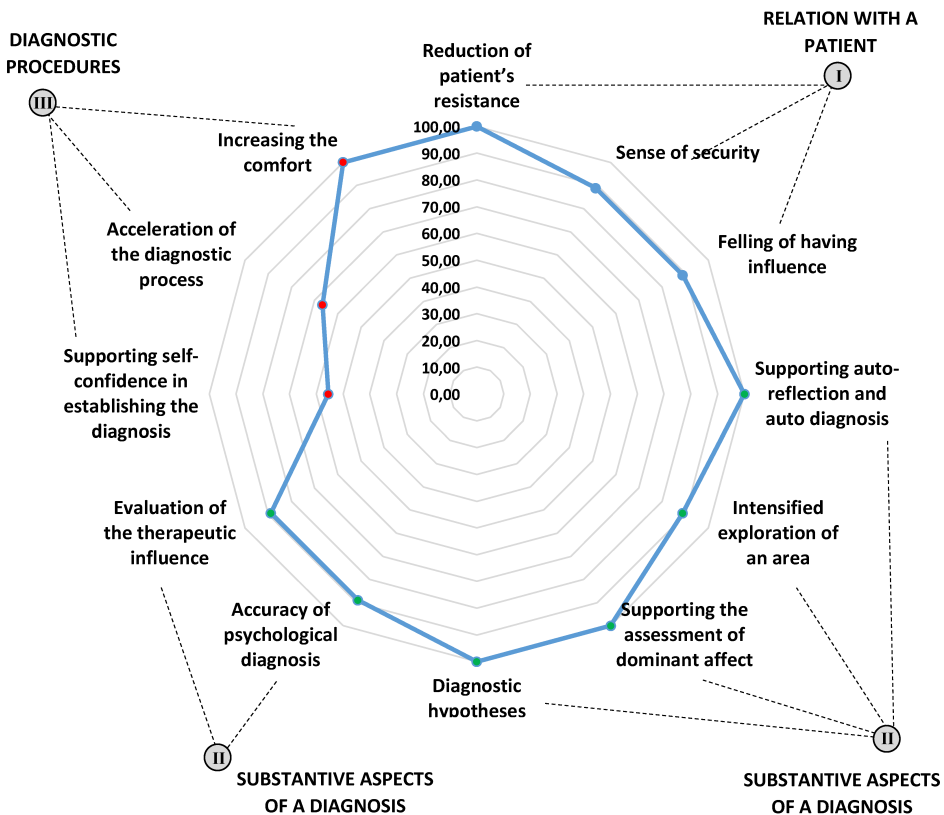 RELATION WITH A
PATIENT
I
DIAGNOSTIC
PROCEDURES
III
Reduction of
patient's
resistance
Increasing the
comfort
Sense of security
100,00
90,00
80,00
70,00
60,00
50,00
40,00
30,00
20,00
10,00
0,00
Acceleration of
the diagnostic
process
Felling of having
influence
Supporting self-
confidence in
establishing the
diagnosis
Supporting auto-
reflection and
auto diagnosis
Evaluation of
the therapeutic
influence
Intensified
exploration of
an area
Accuracy of
psychological
diagnosis
Supporting the
assessment of
dominant affect
Diagnostic
hypotheses
II
SUBSTANTIVE ASPECTS
OF A DIAGNOSIS
II
SUBSTANTIVE ASPECTS
OF A DIAGNOSIS